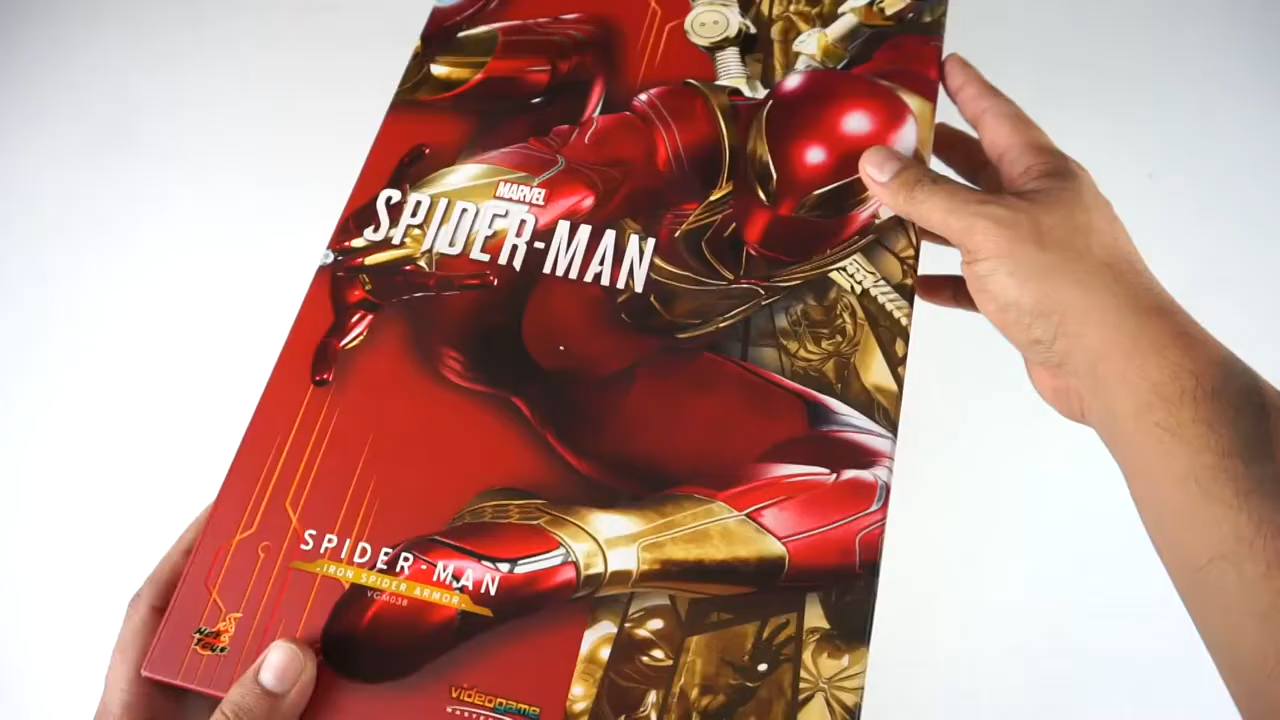 MARVEL
SPIDER-MAN
SPIDER-MAN
IRON SPIDER ARMOR
VGM038
Hot
Toys
videogame